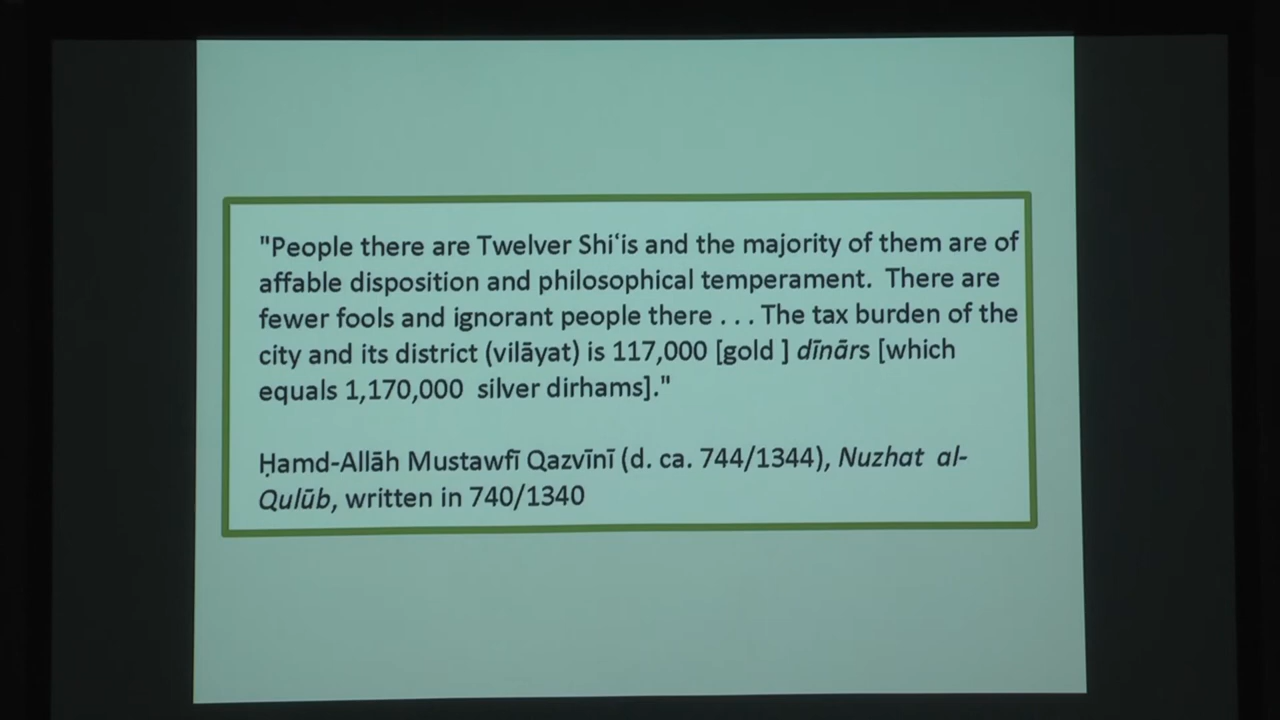 "People there are Twelver Shi‘is and the majority of them are of
affable disposition and philosophical temperament.  There are
fewer fools and ignorant people there . . . The tax burden of the
city and its district (vilāyat) is 117,000 [gold ] dīnārs [which
equals 1,170,000  silver dirhams]."
Ḥamd-Allāh Mustawfī Qazvīnī (d. ca. 744/1344), Nuzhat  al-
Qulūb, written in 740/1340